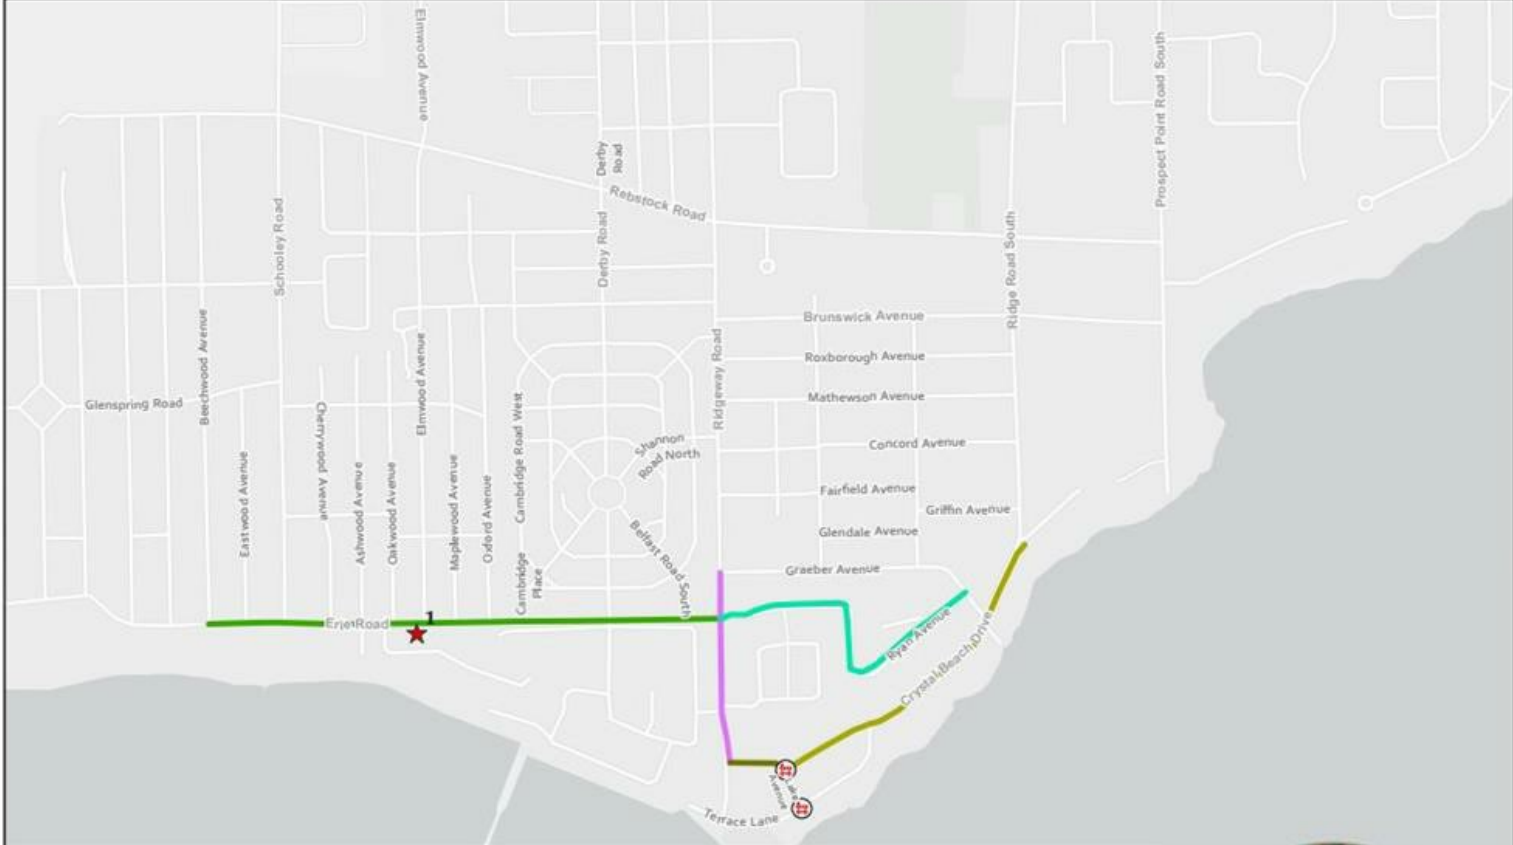 Elmwood Avenue
Prospect Point Road South
Derby
Road
Rebstock Road
Schooley Road
Derby Road
Ridge Road South
Beechwood Avenue
Brunswick Avenue
Elmwood Avenue
Ridgeway Road
Roxborough Avenue
Glenspring Road
Mathewson Avenue
Cherrywood Avenue
Cambridge Road West
Shannon
Road North
Concord Avenue
Eastwood Avenue
Ashwood Avenue
Oakwood Avenue
Maplewood Avenue
Oxford Avenue
Fairfield Avenue
Griffin Avenue
Belfast Road South
Glendale Avenue
Cambridge
Place
Graeber Avenue
Erie Road
1
Ryan Avenue
Crystal Beach Drive
Lake
Avenue
Terrace Lane